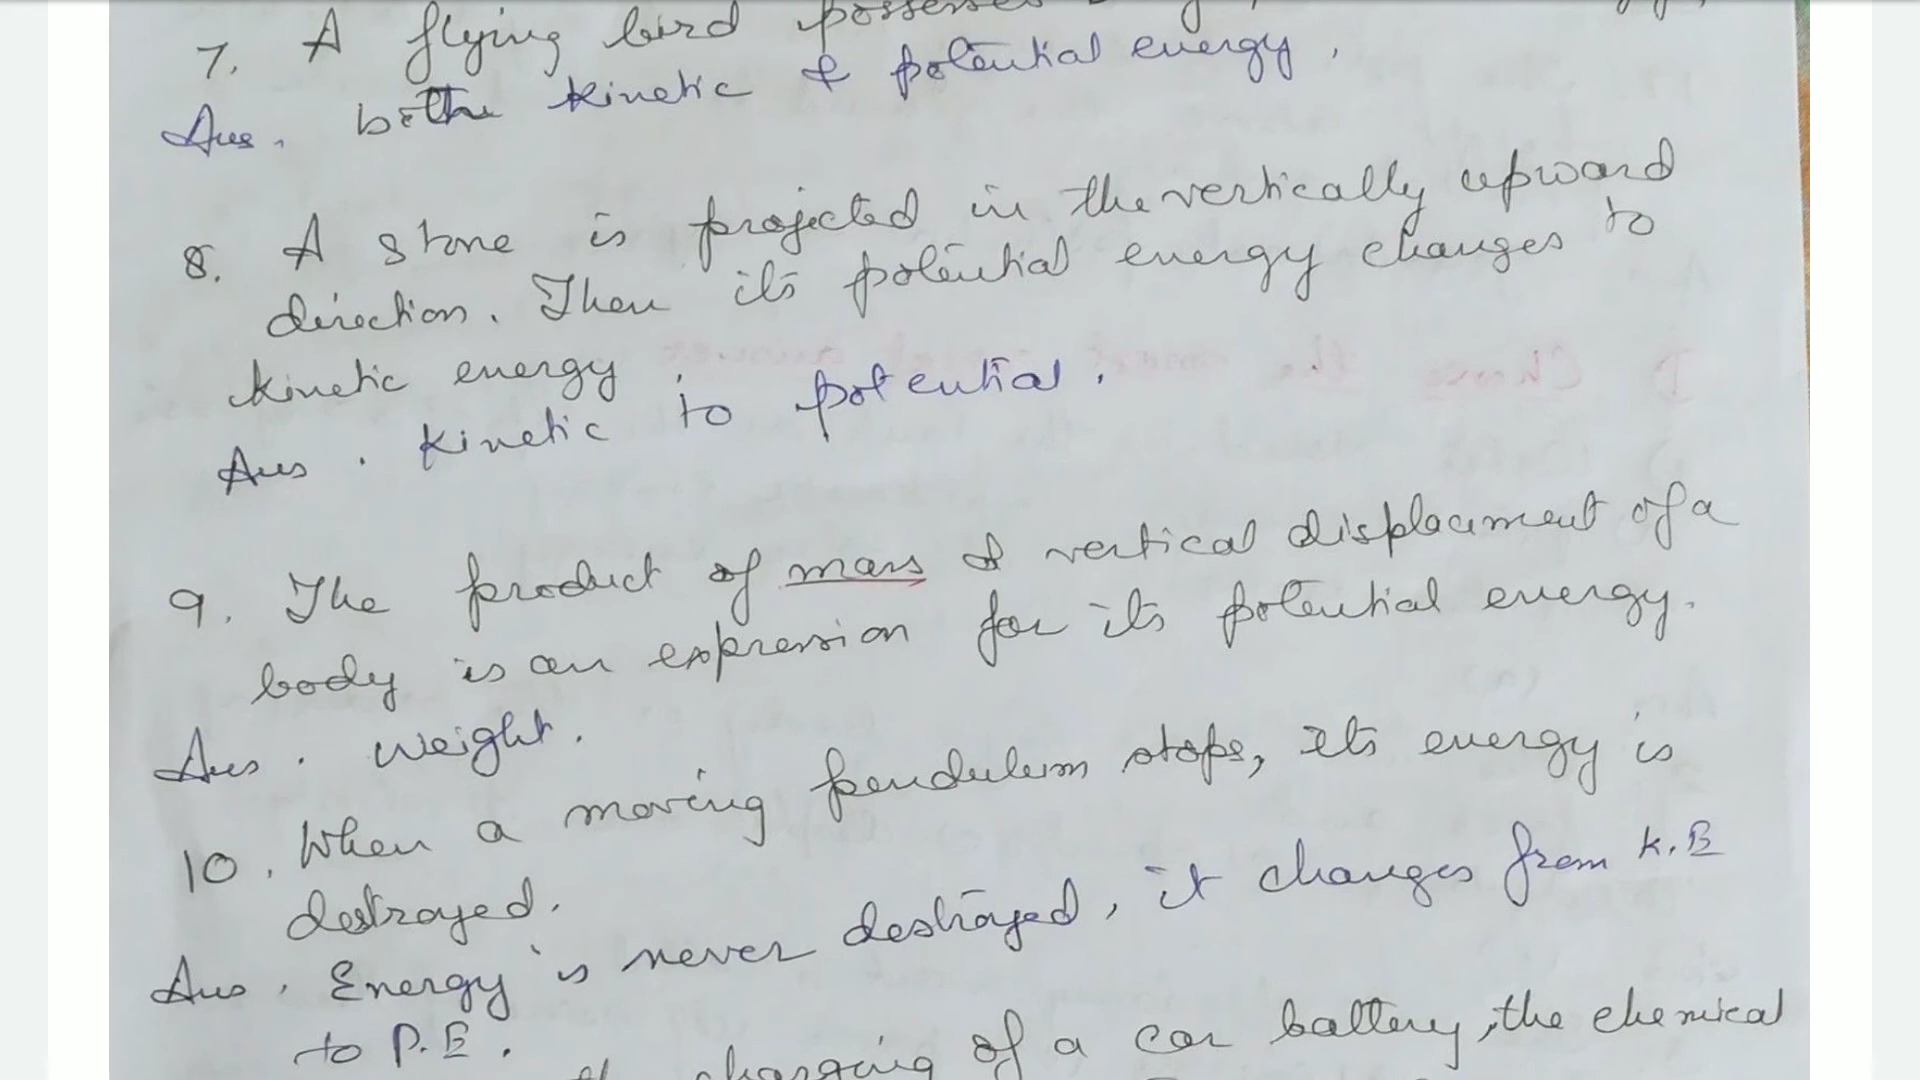 7. A flying bird possesses
Ans. both kinetic & potential energy.
8. A stone is projected in the vertically upward
direction. Then its potential energy changes to
kinetic energy
Ans. Kinetic to potential.
9. The product of mass & vertical displacement of a
body is an expression for its potential energy.
Ans. Weight.
10. When a moving pendulum stops, its energy is
destroyed.
Ans. Energy is never destroyed, it changes from K.E
to P.E.
charging of a car battery, the chemical